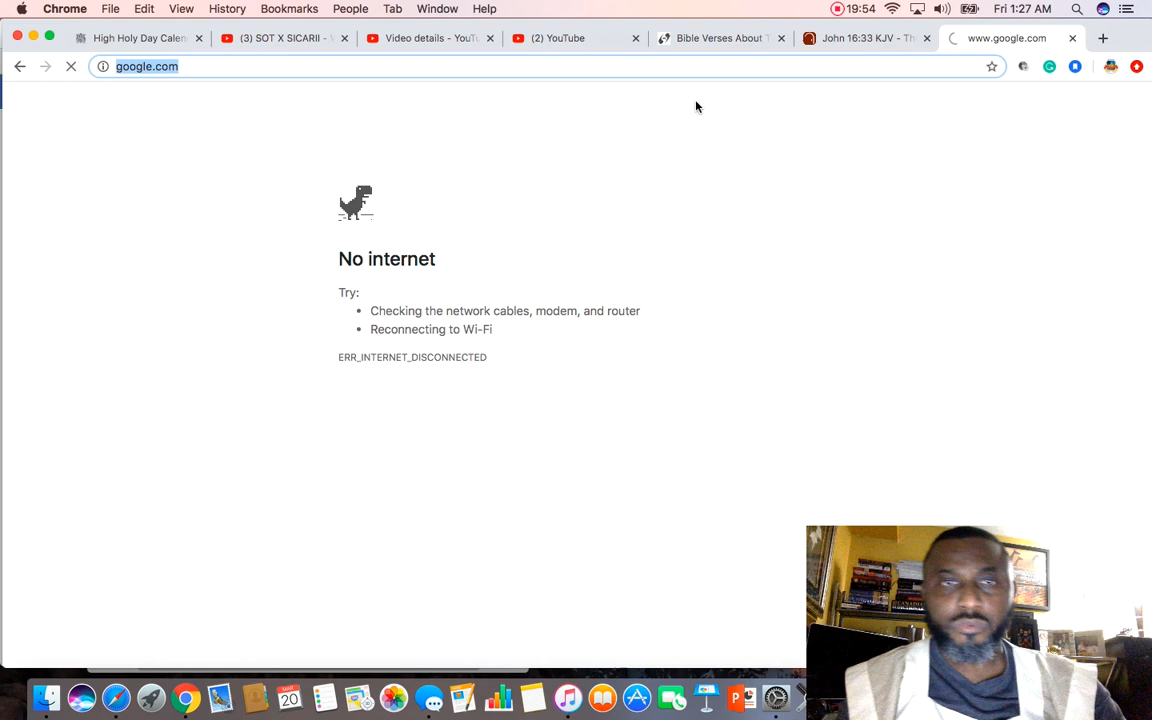 Chrome File Edit View History Bookmarks People Tab Window Help 19:54 Fri 1:27 AM
High Holy Day Calen (3) SOT X SICARII - Video details - YouTu (2) YouTube Bible Verses About T John 16:33 KJV - Th www.google.com
google.com
No internet
Try:
• Checking the network cables, modem, and router
• Reconnecting to Wi-Fi
ERR_INTERNET_DISCONNECTED
20